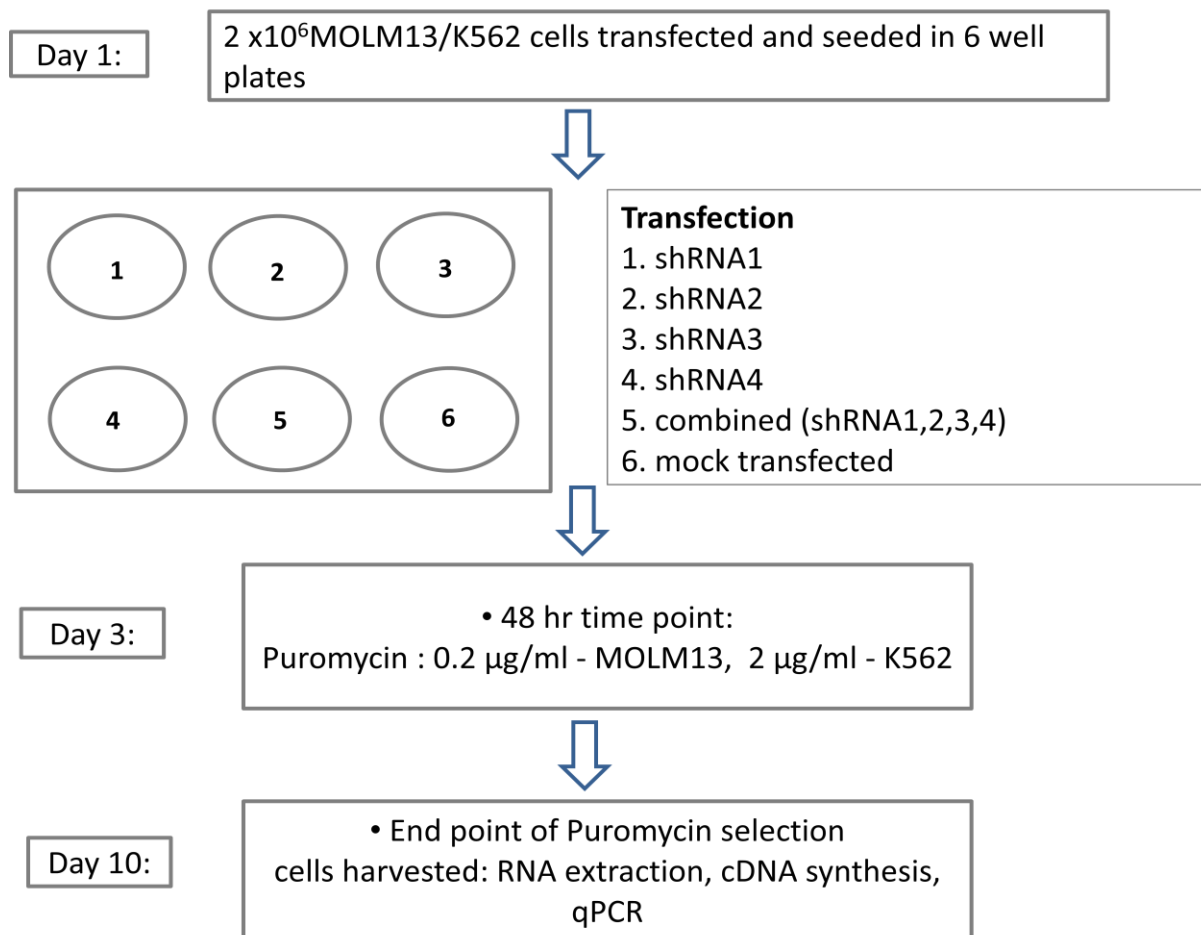 Day 1:
2 x10⁶MOLM13/K562 cells transfected and seeded in 6 well
plates
1
2
3
4
5
6
Transfection
1. shRNA1
2. shRNA2
3. shRNA3
4. shRNA4
5. combined (shRNA1,2,3,4)
6. mock transfected
Day 3:
• 48 hr time point:
Puromycin : 0.2 µg/ml - MOLM13, 2 µg/ml - K562
Day 10:
• End point of Puromycin selection
cells harvested: RNA extraction, cDNA synthesis,
qPCR